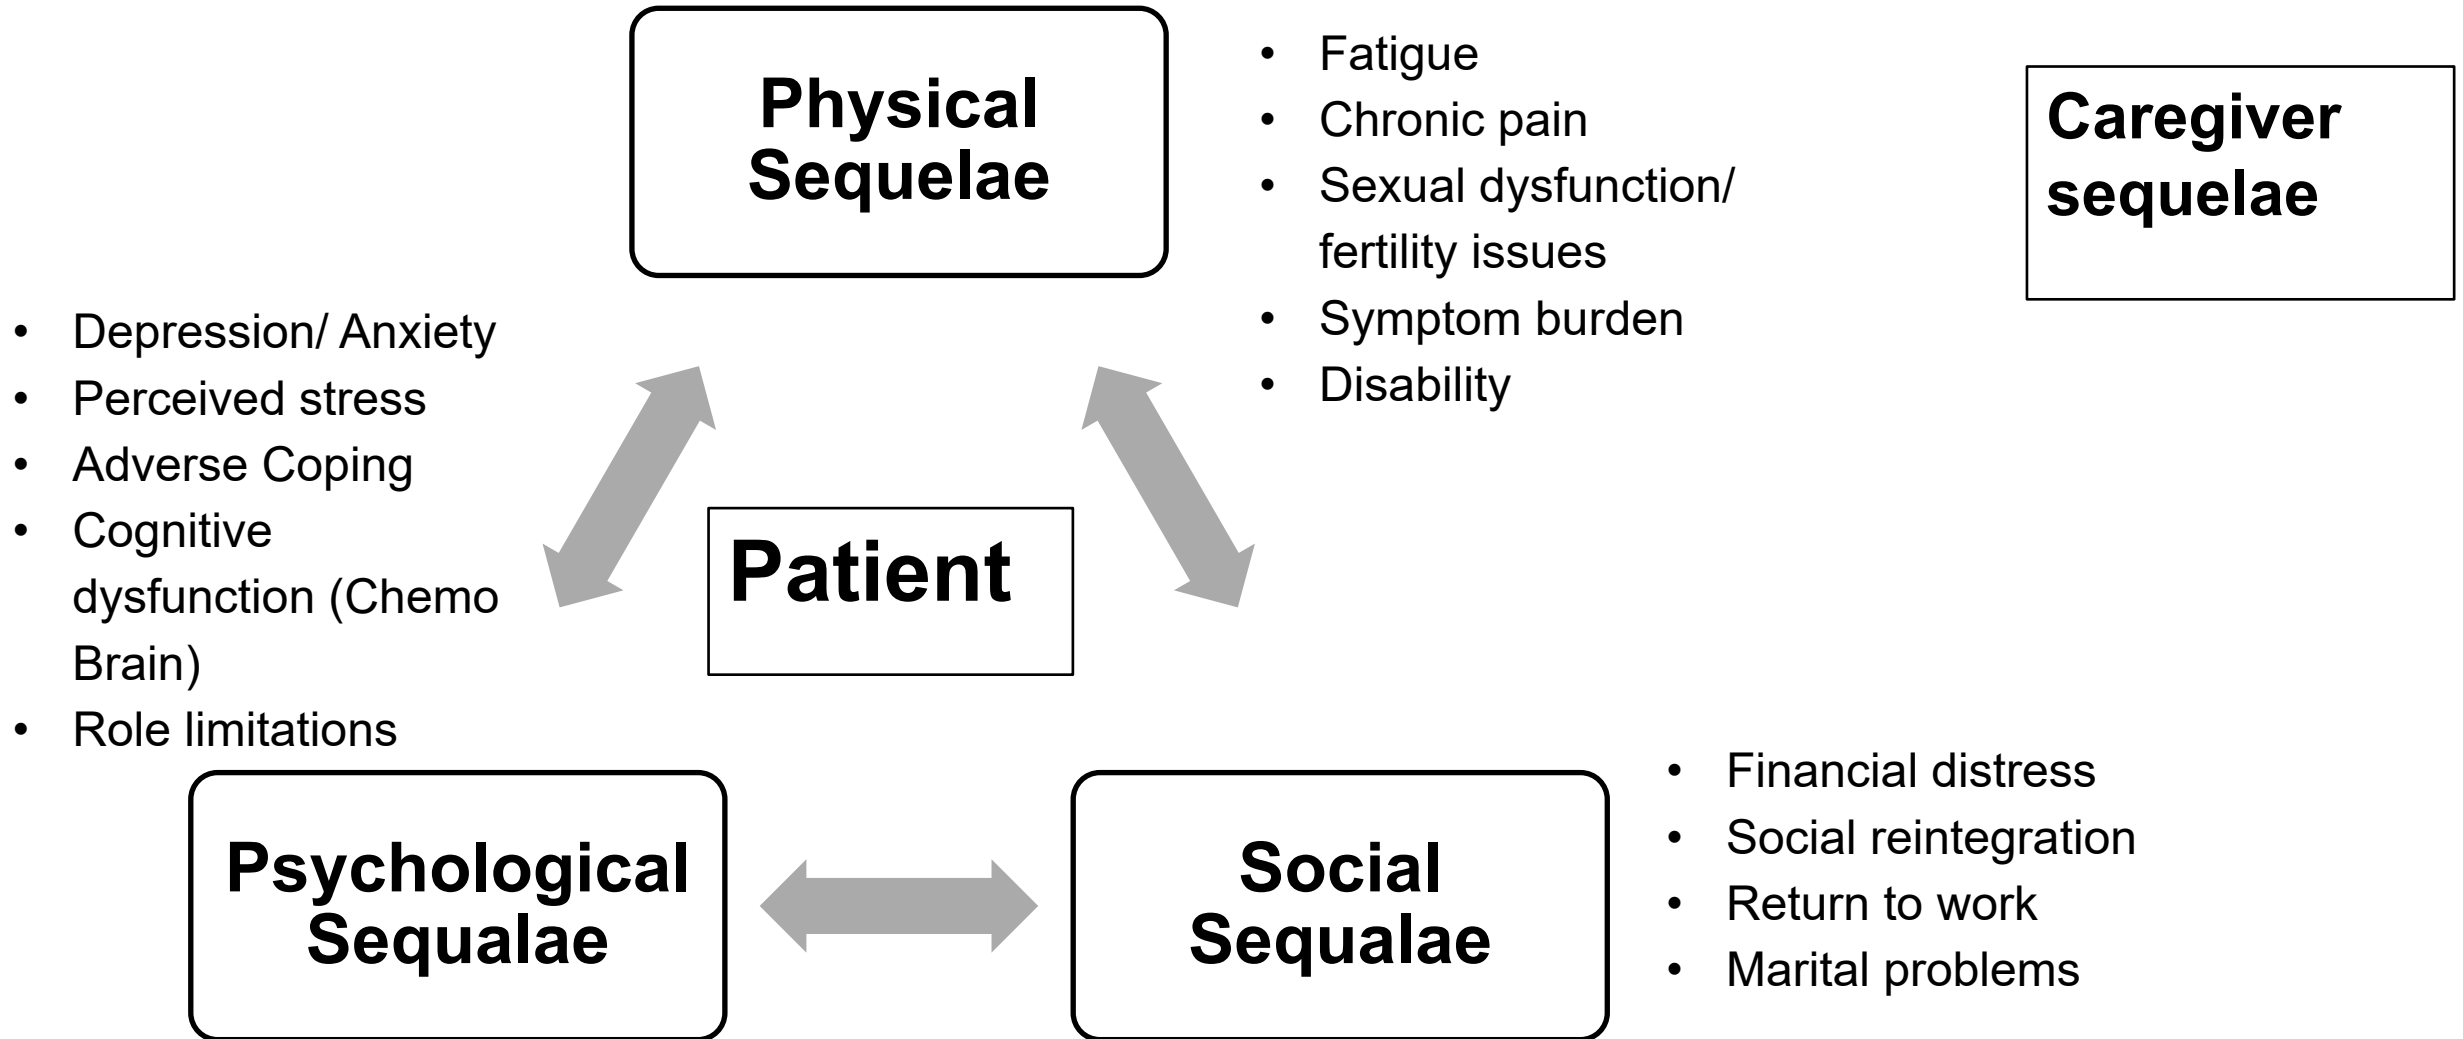 Physical
Sequelae
• Fatigue
• Chronic pain
• Sexual dysfunction/
fertility issues
• Symptom burden
• Disability
Caregiver
sequelae
• Depression/ Anxiety
• Perceived stress
• Adverse Coping
• Cognitive
dysfunction (Chemo
Brain)
• Role limitations
Patient
Psychological
Sequalae
Social
Sequalae
• Financial distress
• Social reintegration
• Return to work
• Marital problems